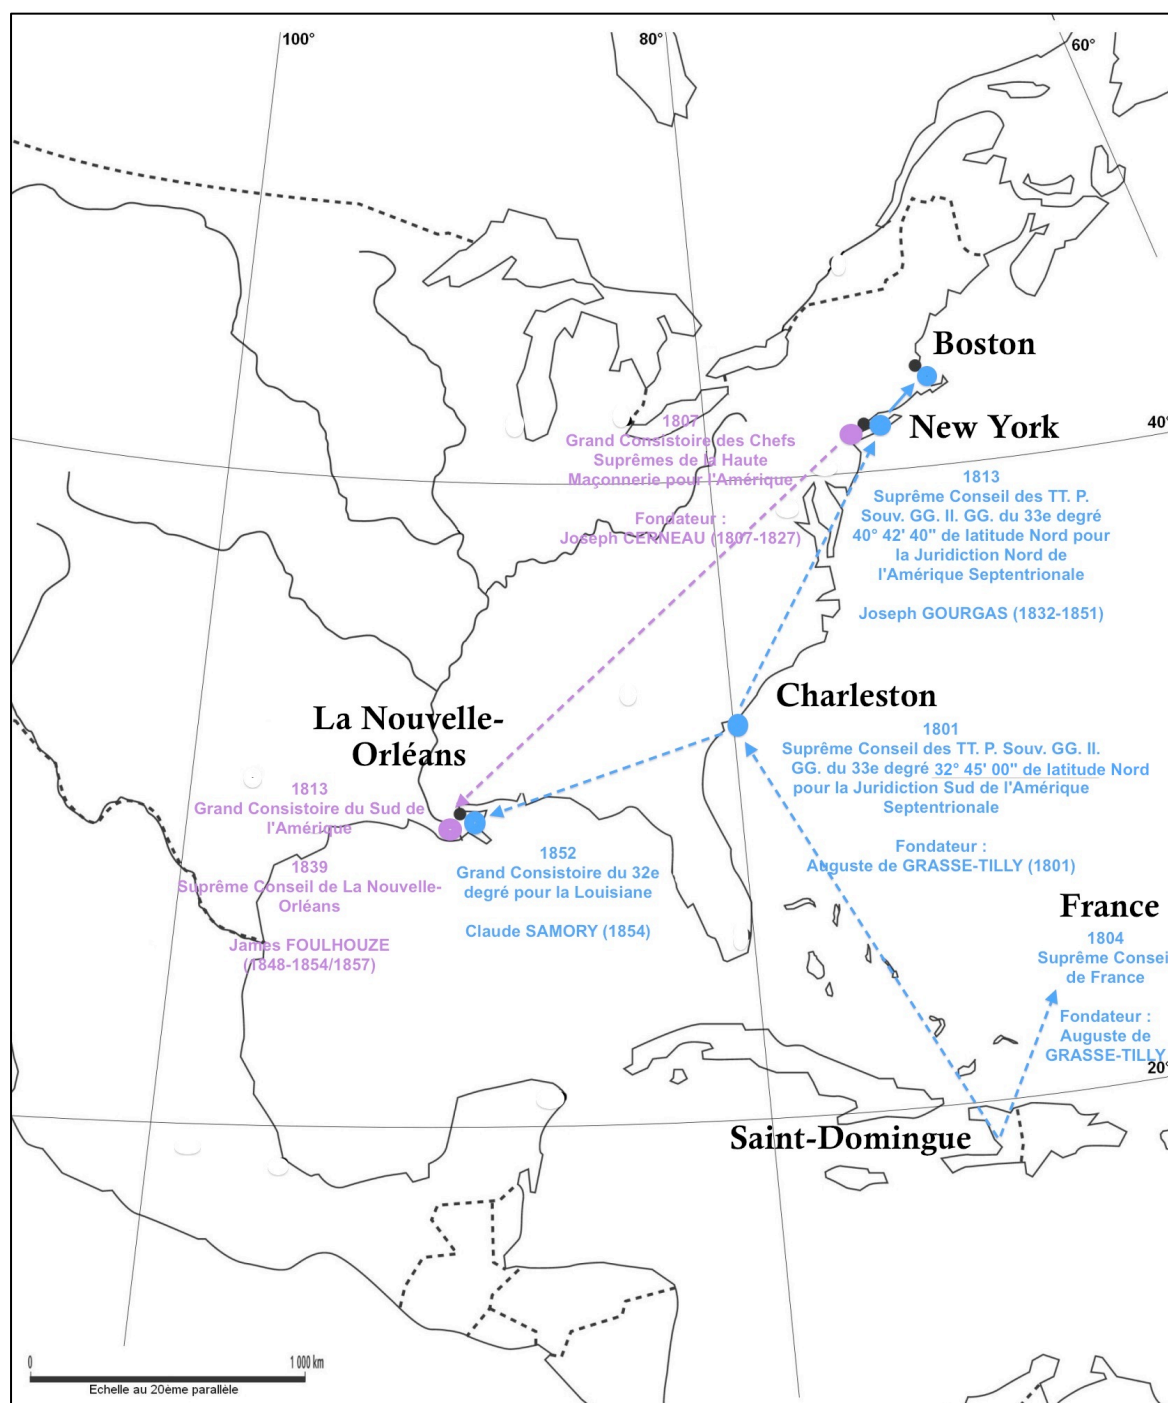 100°
80°
60°
Boston
New York
40°
1807
Grand Consistoire des Chefs
Suprêmes de la Haute
Maçonnerie pour l'Amérique
Fondateur :
Joseph CERNEAU (1807-1827)
1813
Suprême Conseil des TT. P.
Souv. GG. II. GG. du 33e degré
40° 42' 40" de latitude Nord pour
la Juridiction Nord de
l'Amérique Septentrionale
Joseph GOURGAS (1832-1851)
Charleston
1801
Suprême Conseil des TT. P. Souv. GG. II.
GG. du 33e degré 32° 45' 00" de latitude Nord
pour la Juridiction Sud de l'Amérique
Septentrionale
Fondateur :
Auguste de GRASSE-TILLY (1801)
La Nouvelle-
Orléans
1813
Grand Consistoire du Sud de
l'Amérique
1839
Suprême Conseil de La Nouvelle-
Orléans
James FOULHOUZE
(1848-1854/1857)
1852
Grand Consistoire du 32e
degré pour la Louisiane
Claude SAMORY (1854)
France
1804
Suprême Consei
de France
Fondateur :
Auguste de
GRASSE-TILLY
20°
Saint-Domingue
0 1 000 km
Echelle au 20ème parallèle